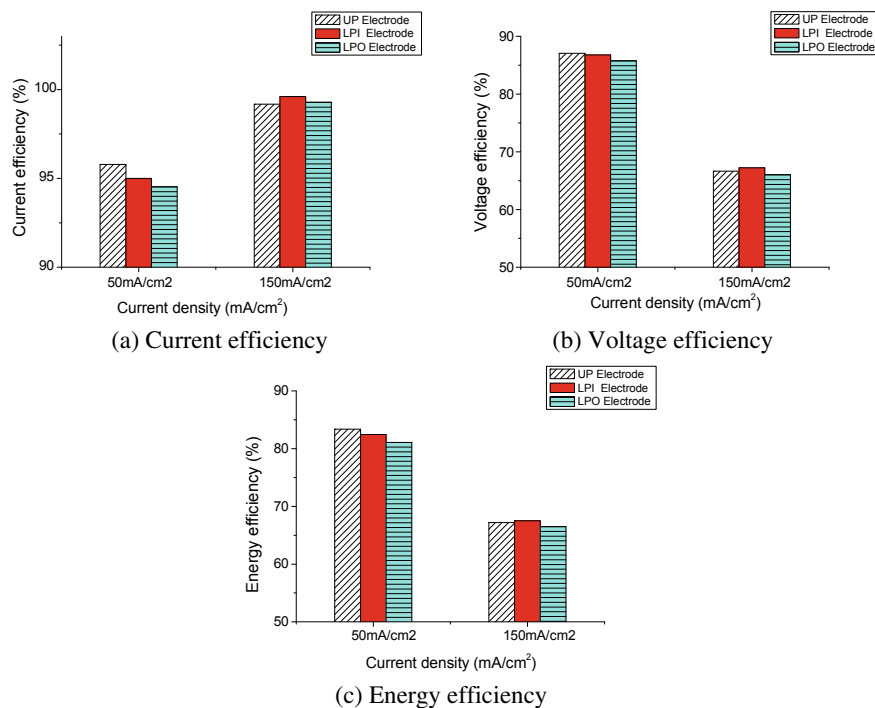 UP Electrode
LPI Electrode
LPO Electrode
Current efficiency (%)
100
95
90
50mA/cm2
150mA/cm2
Current density (mA/cm²)
(a) Current efficiency
UP Electrode
LPI Electrode
LPO Electrode
Voltage efficiency (%)
90
80
70
60
50
50mA/cm2
150mA/cm2
Current density (mA/cm²)
(b) Voltage efficiency
UP Electrode
LPI Electrode
LPO Electrode
Energy efficiency (%)
90
80
70
60
50
50mA/cm2
150mA/cm2
Current density (mA/cm²)
(c) Energy efficiency